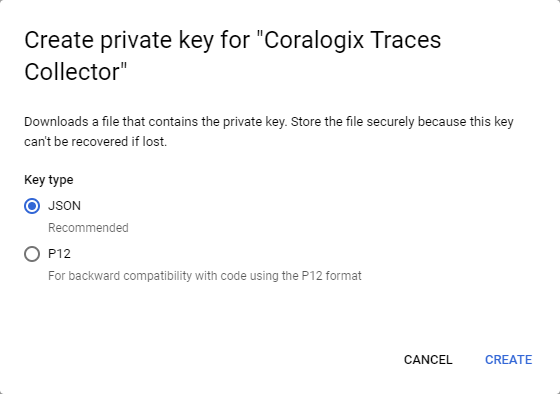 Create private key for "Coralogix Traces
Collector"
Downloads a file that contains the private key. Store the file securely because this key
can't be recovered if lost.
Key type
JSON
Recommended
P12
For backward compatibility with code using the P12 format
CANCEL
CREATE